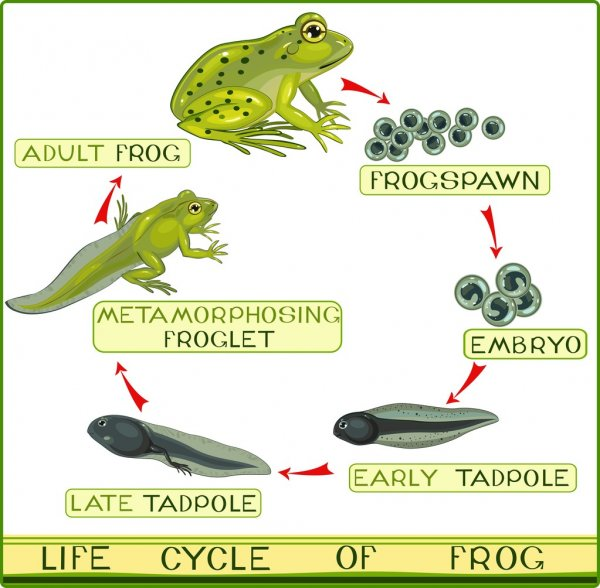 ADULT FROG
FROGSPAWN
EMBRYO
EARLY TADPOLE
LATE TADPOLE
METAMORPHOSING
FROGLET
LIFE CYCLE OF FROG